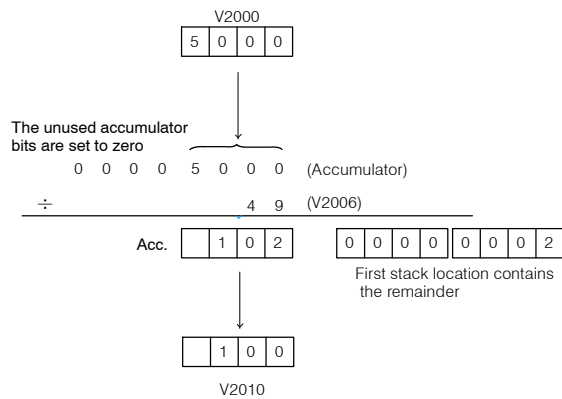 V2000
5 0 0 0
The unused accumulator
bits are set to zero
0 0 0 0 5 0 0 0 (Accumulator)
÷ 4 9 (V2006)
Acc. 1 0 2 0 0 0 0 0 0 0 2
First stack location contains
the remainder
1 0 0
V2010